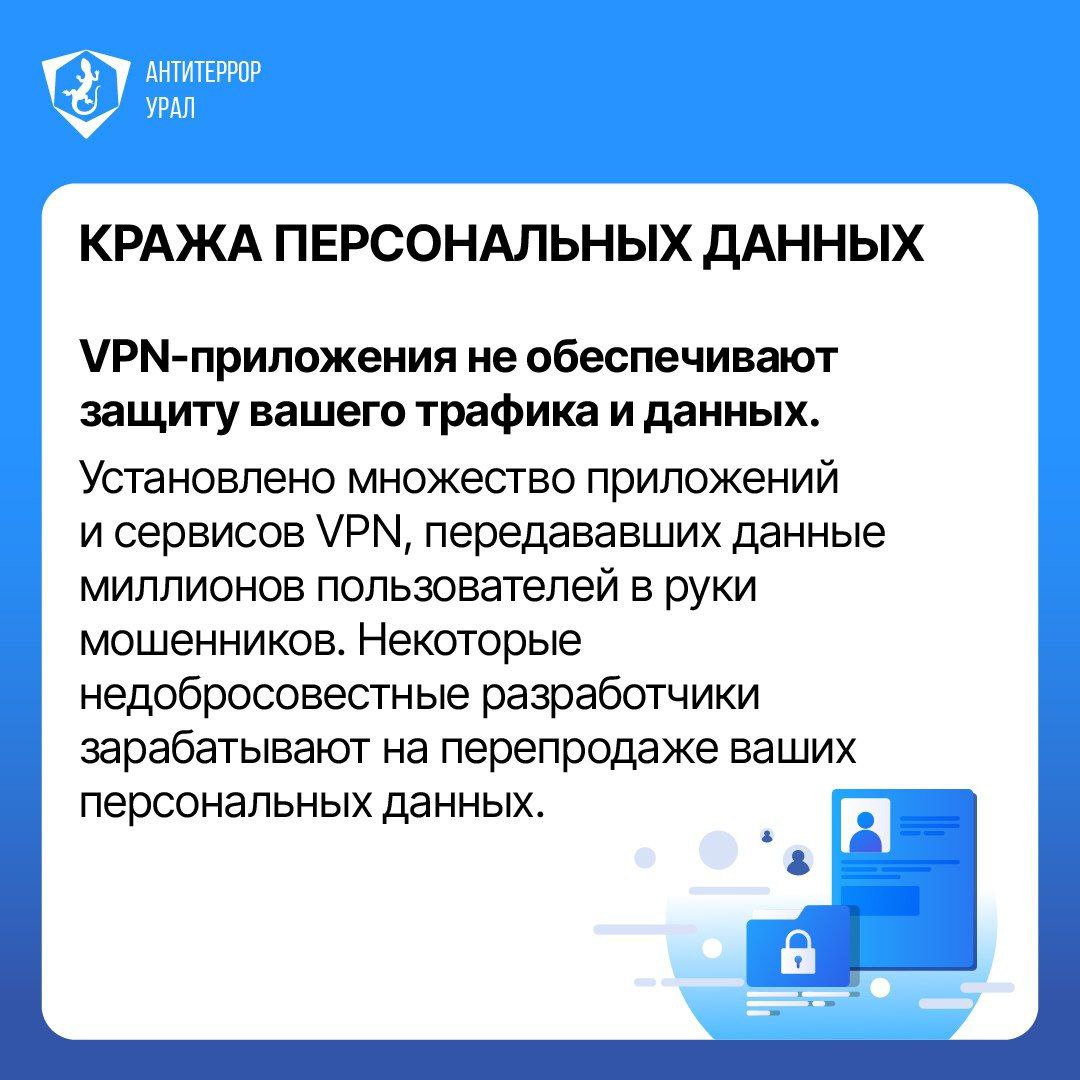 АНТИТЕРРОР
УРАЛ
КРАЖА ПЕРСОНАЛЬНЫХ ДАННЫХ
VPN-приложения не обеспечивают
защиту вашего трафика и данных.
Установлено множество приложений
и сервисов VPN, передававших данные
миллионов пользователей в руки
мошенников. Некоторые
недобросовестные разработчики
зарабатывают на перепродаже ваших
персональных данных.